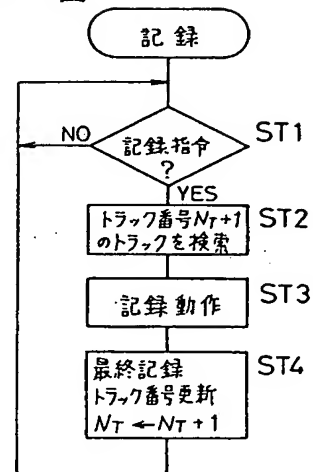 記録
NO
記録指令
?
ST1
YES
トラック番号NT+1
のトラックを検索
ST2
記録動作
ST3
最終記録
トラック番号更新
NT←NT+1
ST4